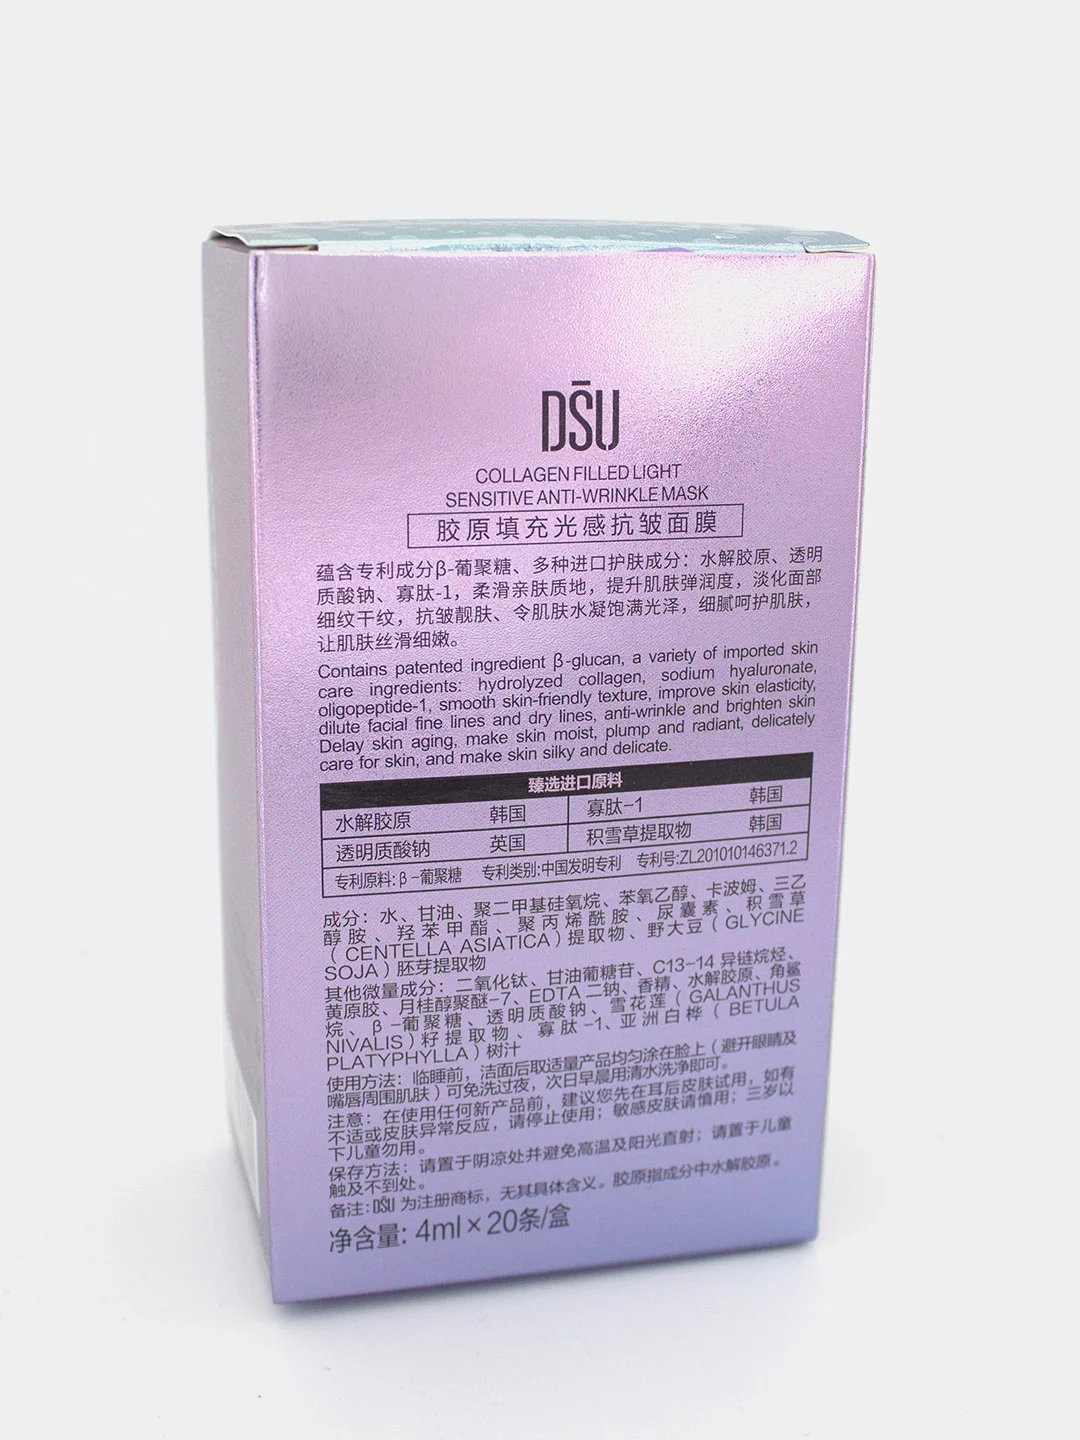 DSU
COLLAGEN FILLED LIGHT
SENSITIVE ANTI-WRINKLE MASK
胶原填充光感抗皱面膜
蕴含专利成分β-葡聚糖、多种进口护肤成分：水解胶原、透明
质酸钠、寡肽-1，柔滑亲肤质地，提升肌肤弹润度，淡化面部
细纹干纹，抗皱靓肤、令肌肤水凝饱满光泽，细腻呵护肌肤，
让肌肤丝滑细嫩。
Contains patented ingredient β-glucan, a variety of imported skin
care ingredients: hydrolyzed collagen, sodium hyaluronate,
oligopeptide-1, smooth skin-friendly texture, improve skin elasticity,
dilute facial fine lines and dry lines, anti-wrinkle and brighten skin
Delay skin aging, make skin moist, plump and radiant, delicately
care for skin, and make skin silky and delicate.
臻选进口原料
水解胶原 韩国 寡肽-1 韩国
透明质酸钠 英国 积雪草提取物 韩国
专利原料:β-葡聚糖 专利类别:中国发明专利 专利号:ZL201010146371.2
成分：水、甘油、聚二甲基硅氧烷、苯氧乙醇、卡波姆、三乙
醇胺、羟苯甲酯、聚丙烯酰胺、尿囊素、积雪草
（CENTELLA ASIATICA）提取物、野大豆（GLYCINE
SOJA）胚芽提取物
其他微量成分：二氧化钛、甘油葡糖苷、C13-14 异链烷烃、
黄原胶、月桂醇聚醚-7、EDTA 二钠、香精、水解胶原、角鲨
烷、β-葡聚糖、透明质酸钠、雪花莲（GALANTHUS
NIVALIS）籽提取物、寡肽-1、亚洲白桦（BETULA
PLATYPHYLLA）树汁
使用方法：临睡前，洁面后取适量产品均匀涂在脸上（避开眼睛及
嘴唇周围肌肤）可免洗过夜，次日早晨用清水洗净即可。
注意：在使用任何新产品前，建议您先在耳后皮肤试用，如有
不适或皮肤异常反应，请停止使用；敏感皮肤请慎用；三岁以
下儿童勿用。
保存方法：请置于阴凉处并避免高温及阳光直射；请置于儿童
触及不到处。
备注:DSU 为注册商标，无其具体含义。胶原指成分中水解胶原。
净含量: 4ml×20条/盒